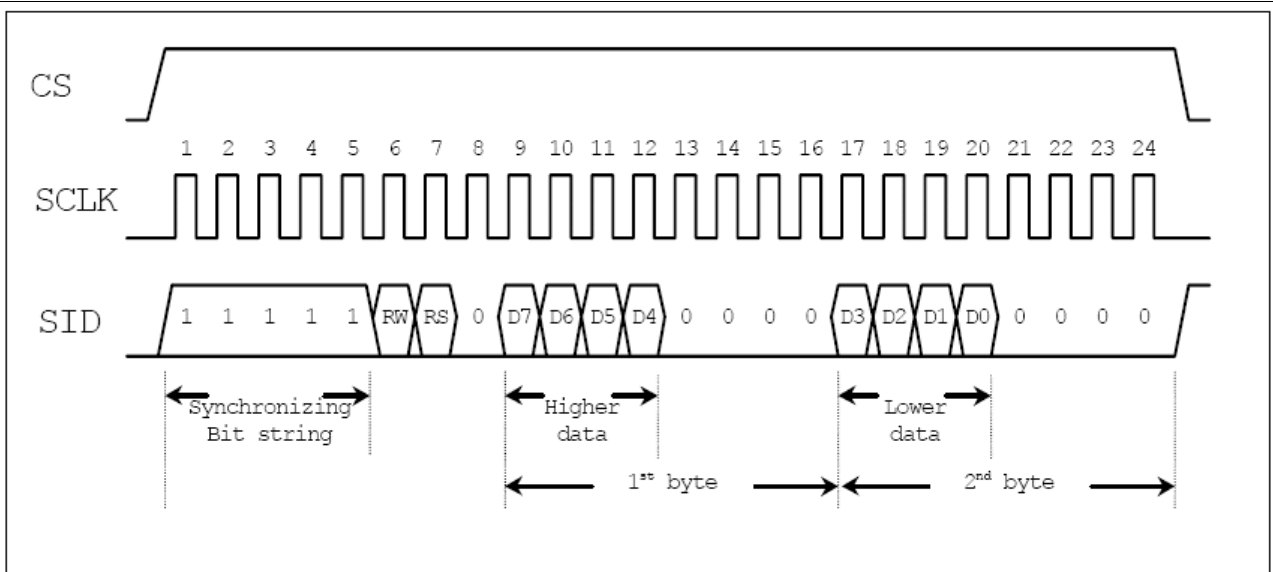 CS
1 2 3 4 5 6 7 8 9 10 11 12 13 14 15 16 17 18 19 20 21 22 23 24
SCLK
SID 1 1 1 1 1 RW RS 0 D7 D6 D5 D4 0 0 0 0 D3 D2 D1 D0 0 0 0 0
Synchronizing
Bit string
Higher
data
Lower
data
1st byte
2nd byte